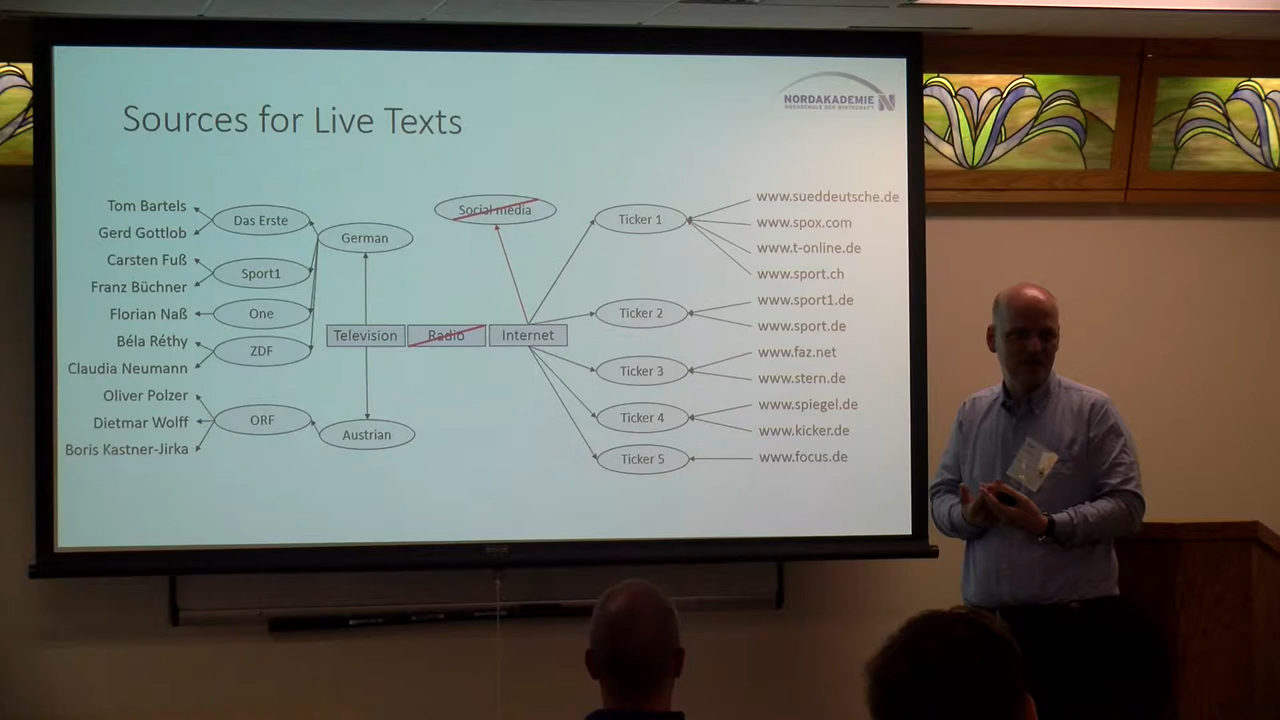 NORDAKADEMIE
HOCHSCHULE DER WIRTSCHAFT
Sources for Live Texts
Tom Bartels
Gerd Gottlob
Carsten Fuß
Franz Büchner
Florian Naß
Béla Réthy
Claudia Neumann
Oliver Polzer
Dietmar Wolff
Boris Kastner-Jirka
Das Erste
Sport1
One
ZDF
ORF
German
Austrian
Television
Radio
Internet
Social media
Ticker 1
Ticker 2
Ticker 3
Ticker 4
Ticker 5
www.sueddeutsche.de
www.spox.com
www.t-online.de
www.sport.ch
www.sport1.de
www.sport.de
www.faz.net
www.stern.de
www.spiegel.de
www.kicker.de
www.focus.de